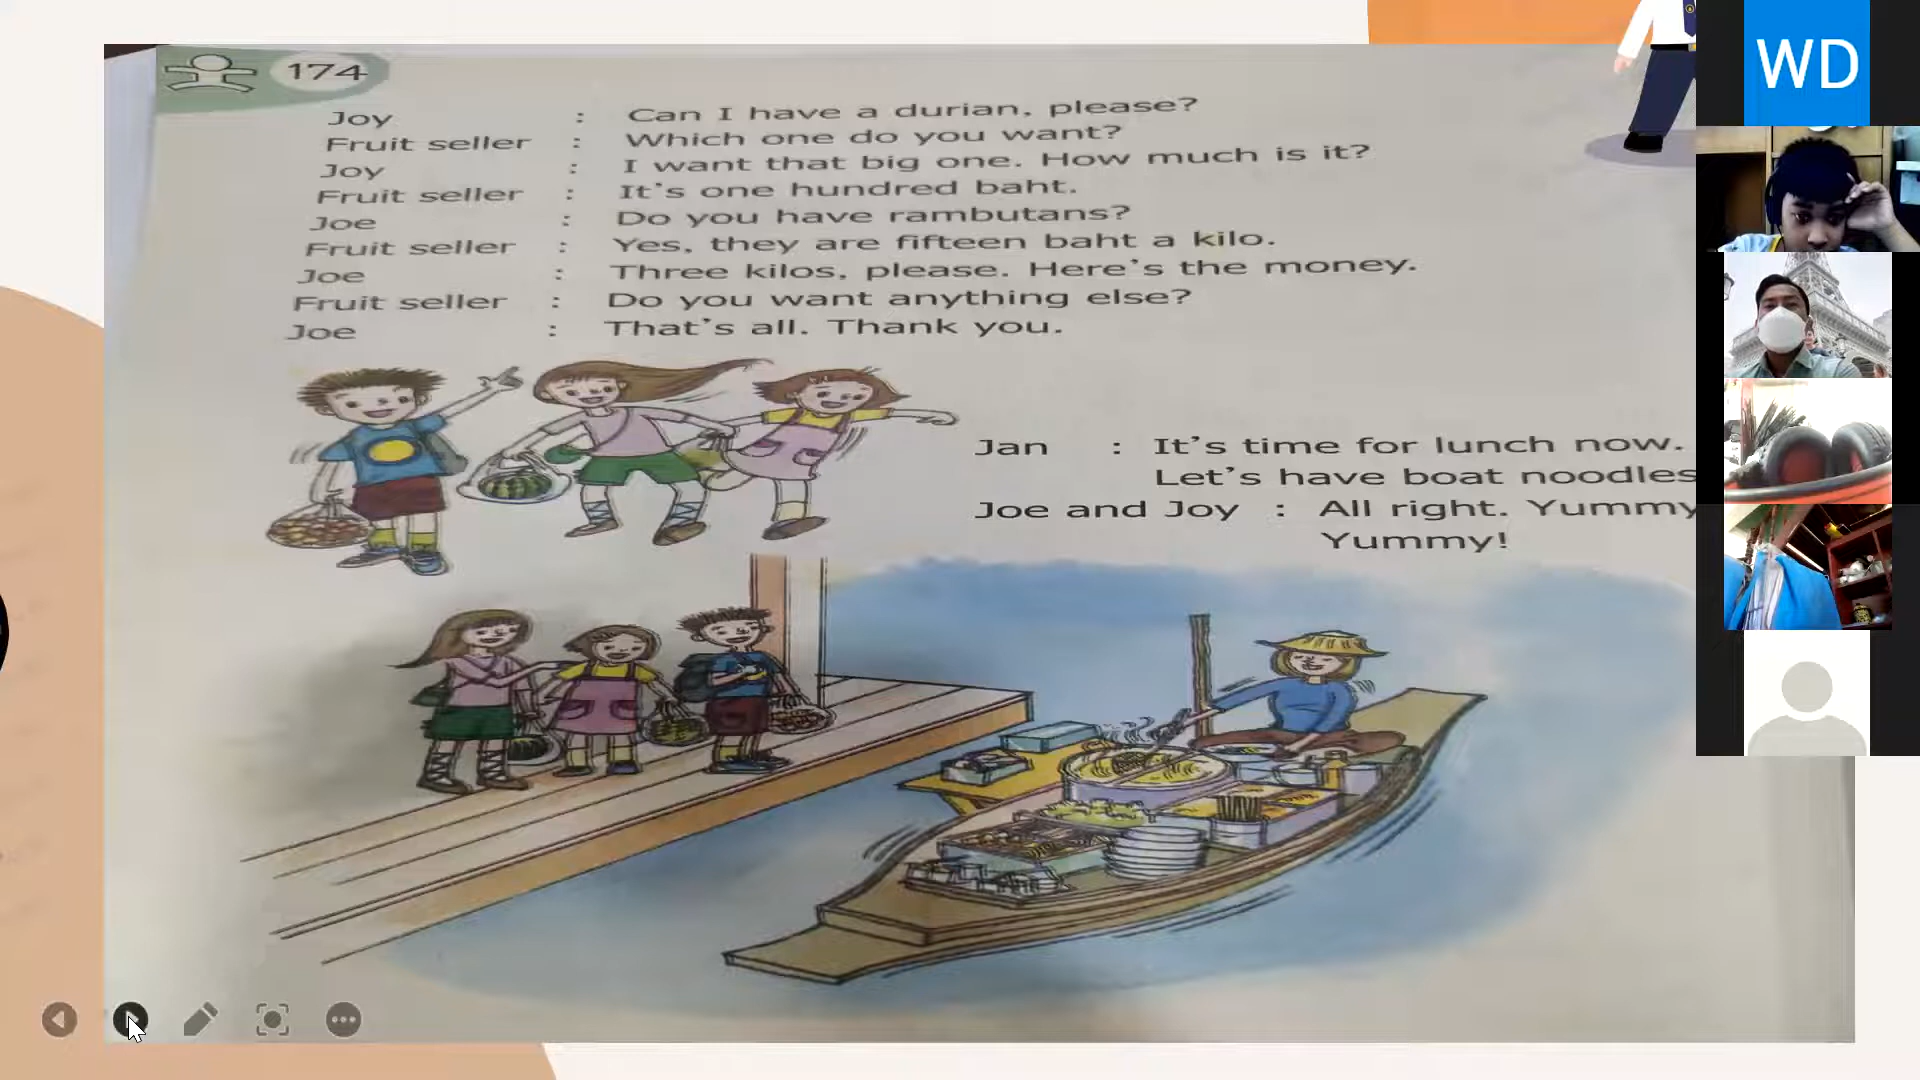 174
Joy : Can I have a durian, please?
Fruit seller : Which one do you want?
Joy : I want that big one. How much is it?
Fruit seller : It's one hundred baht.
Joe : Do you have rambutans?
Fruit seller : Yes, they are fifteen baht a kilo.
Joe : Three kilos, please. Here's the money.
Fruit seller : Do you want anything else?
Joe : That's all. Thank you.
Jan : It's time for lunch now.
Let's have boat noodles
Joe and Joy : All right. Yummy
Yummy!
WD